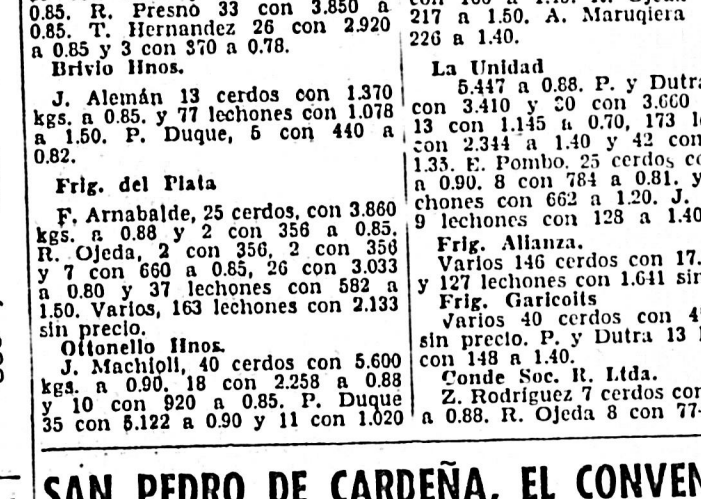 0.85. R. Presno 33 con 3.850 a
0.85. T. Hernandez 26 con 2.920
a 0.85 y 3 con 370 a 0.78.
Brivio Hnos.
J. Alemán 13 cerdos con 1.370
kgs. a 0.85. y 77 lechones con 1.078
a 1.50. P. Duque, 5 con 440 a
0.82.
Frig. del Plata
F. Arnabalde, 25 cerdos, con 3.860
kgs. a 0.88 y 2 con 356 a 0.85.
R. Ojeda, 2 con 356, 2 con 356
y 7 con 660 a 0.85, 26 con 3.033
a 0.80 y 37 lechones con 582 a
1.50. Varios, 163 lechones con 2.133
sin precio.
Ottonello Hnos.
J. Machioli, 40 cerdos con 5.600
kgs. a 0.90. 18 con 2.258 a 0.88
y 10 con 920 a 0.85. P. Duque
35 con 5.122 a 0.90 y 11 con 1.020
217 a 1.50. A. Maruqiera
226 a 1.40.
La Unidad
5.447 a 0.88. P. y Dutra
con 3.410 y 30 con 3.660
13 con 1.145 a 0.70, 173
con 2.344 a 1.40 y 42 con
1.35. E. Pombo. 25 cerdos
a 0.90. 8 con 784 a 0.81. y
chones con 662 a 1.20. J.
9 lechones con 128 a 1.40
Frig. Alianza.
Varios 146 cerdos con 17.
y 127 lechones con 1.641 sin
Frig. Garicoits
Varios 40 cerdos con
sin precio. P. y Dutra 13
con 148 a 1.40.
Conde Soc. R. Ltda.
Z. Rodríguez 7 cerdos con
a 0.88. R. Ojeda 8 con 77
SAN PEDRO DE CARDEÑA, EL CONVEN